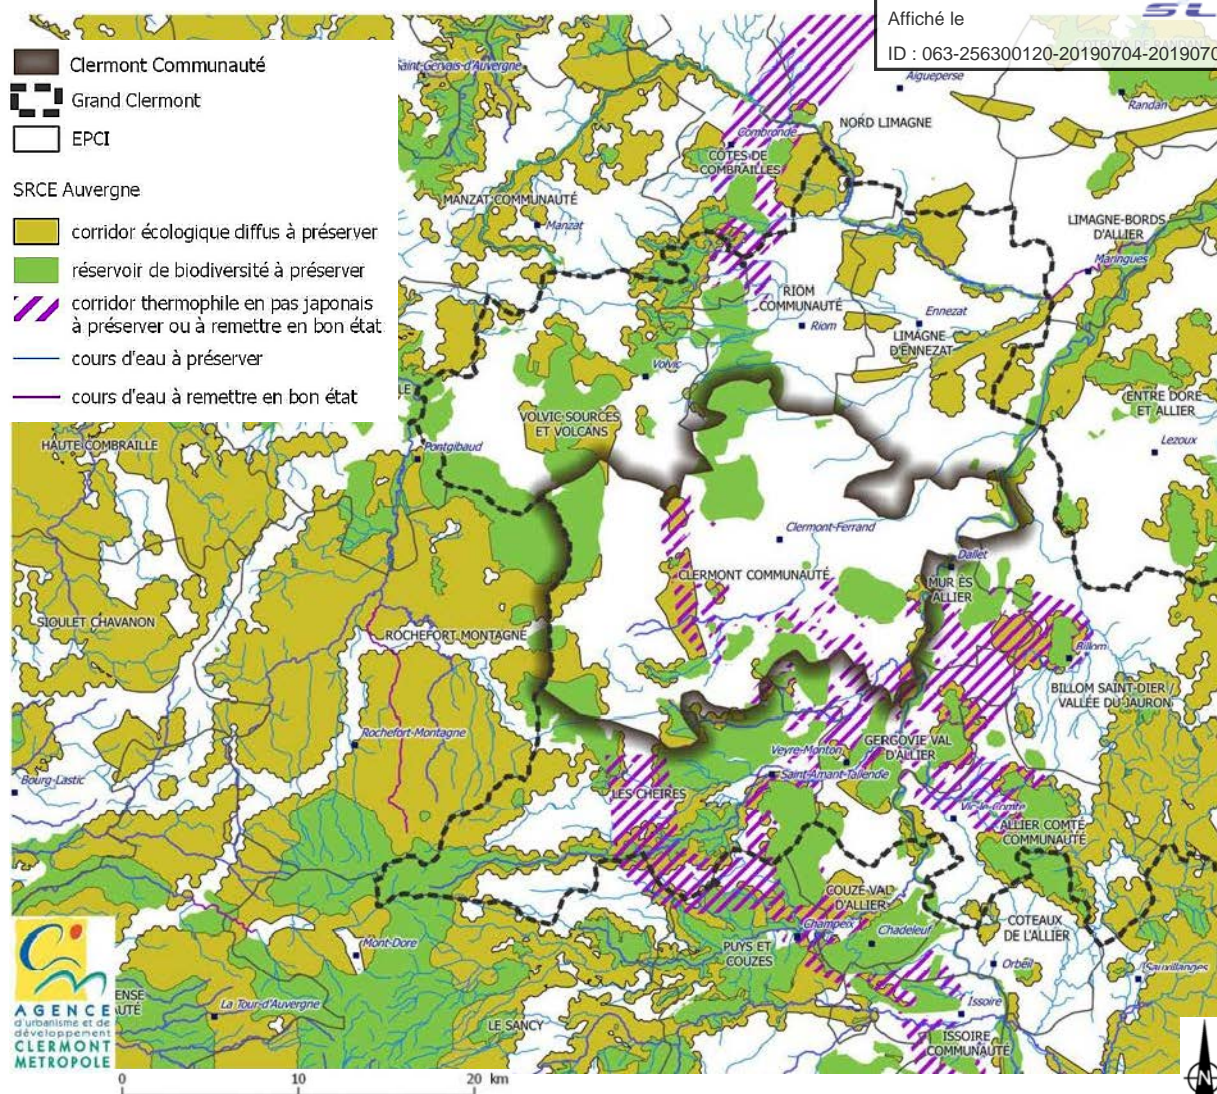 Affiché le
SL
ID : 063-256300120-20190704-2019070
Clermont Communauté
Grand Clermont
EPCI
SRCE Auvergne
corridor écologique diffus à préserver
réservoir de biodiversité à préserver
corridor thermophile en pas japonais
à préserver ou à remettre en bon état
cours d'eau à préserver
cours d'eau à remettre en bon état
Saint-Gervais-d'Auvergne
Aigueperse
Randan
NORD LIMAGNE
Combronde
CÔTES DE
COMBRAILLES
MANZAT COMMUNAUTÉ
Manzat
LIMAGNE-BORDS
D'ALLIER
Maringues
RIOM
COMMUNAUTÉ
Riom
Ennezat
LIMAGNE
D'ENNEZAT
Volvic
LE
ENTRE DORE
ET ALLIER
Lezoux
VOLVIC SOURCES
ET VOLCANS
HAUTE COMBRAILLE
Pontgibaud
Clermont-Ferrand
Dallet
CLERMONT COMMUNAUTÉ
MUR ES
ALLIER
SIOULET CHAVANON
ROCHEFORT MONTAGNE
Billom
BILLOM SAINT-DIER /
VALLÉE DU JAURON
Rochefort-Montagne
Veyre-Monton
GERGOVIE VAL
D'ALLIER
Saint-Amant-Tallende
Bourg-Lastic
LES CHEIRES
Vic-le-Comte
ALLIER COMTÉ
COMMUNAUTÉ
COUZE VAL
D'ALLIER
Champeix
Chadeleuf
COTEAUX
DE L'ALLIER
PUYS ET
COUZES
Mont-Dore
Orbeil
Sauxillanges
ENSE
AUTÉ
La Tour-d'Auvergne
Issoire
LE SANCY
ISSOIRE
COMMUNAUTÉ
AGENCE
d'urbanisme et de
développement
CLERMONT
METROPOLE
0 10 20 km
N